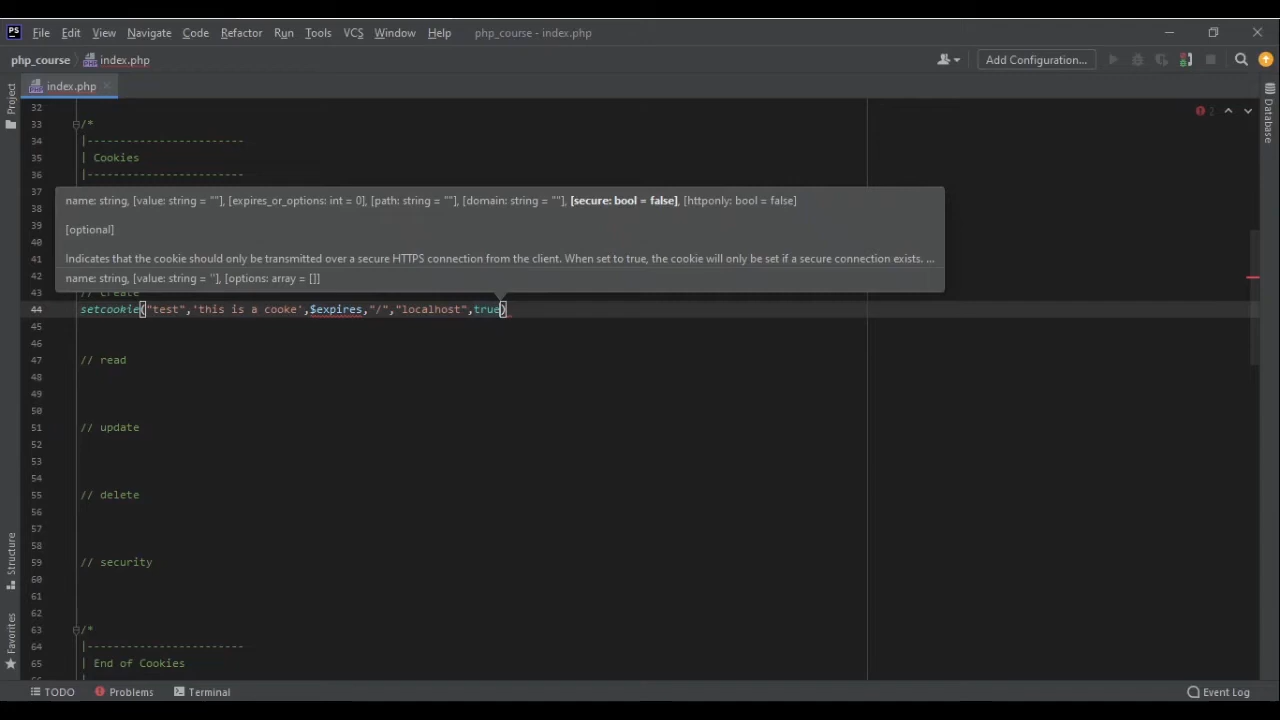 PS File Edit View Navigate Code Refactor Run Tools VCS Window Help php_course - index.php
php_course index.php Add Configuration...
index.php
Project
Database
2
32
33 /*
34 |------------------------
35 | Cookies
36 |------------------------
37
name: string, [value: string = ""], [expires_or_options: int = 0], [path: string = ""], [domain: string = ""], [secure: bool = false], [httponly: bool = false]
38
39
[optional]
40
41
Indicates that the cookie should only be transmitted over a secure HTTPS connection from the client. When set to true, the cookie will only be set if a secure connection exists. ...
42
name: string, [value: string = ''], [options: array = []]
43 // create
44 setcookie("test",'this is a cooke',$expires,"/","localhost",true)
45
46
47 // read
48
49
50
51 // update
52
53
54
55 // delete
56
57
58
59 // security
60
61
62
63 /*
64 |------------------------
65 | End of Cookies
Structure
Favorites
TODO Problems Terminal Event Log